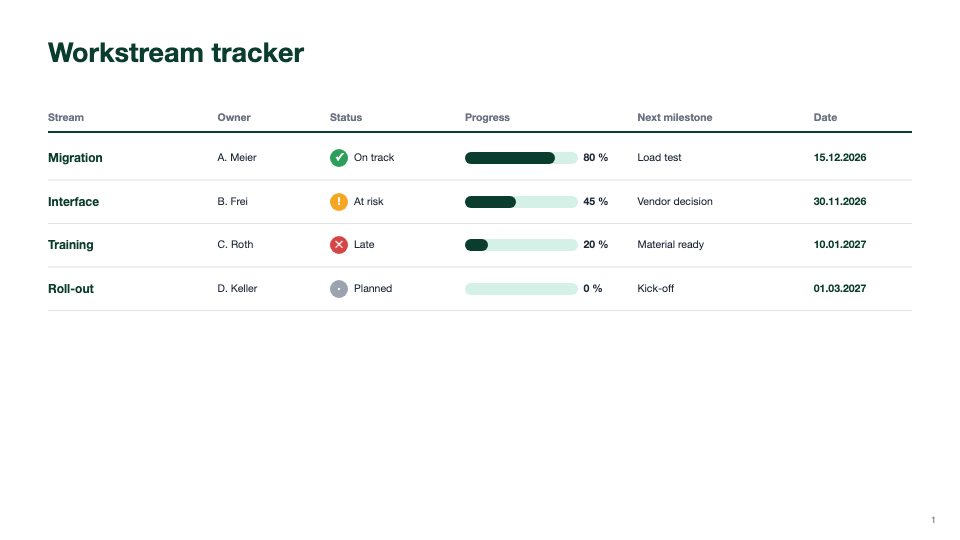 Workstream tracker
Stream Owner Status Progress Next milestone Date
Migration A. Meier ✓ On track 80 % Load test 15.12.2026
Interface B. Frei ! At risk 45 % Vendor decision 30.11.2026
Training C. Roth ✕ Late 20 % Material ready 10.01.2027
Roll-out D. Keller · Planned 0 % Kick-off 01.03.2027
1